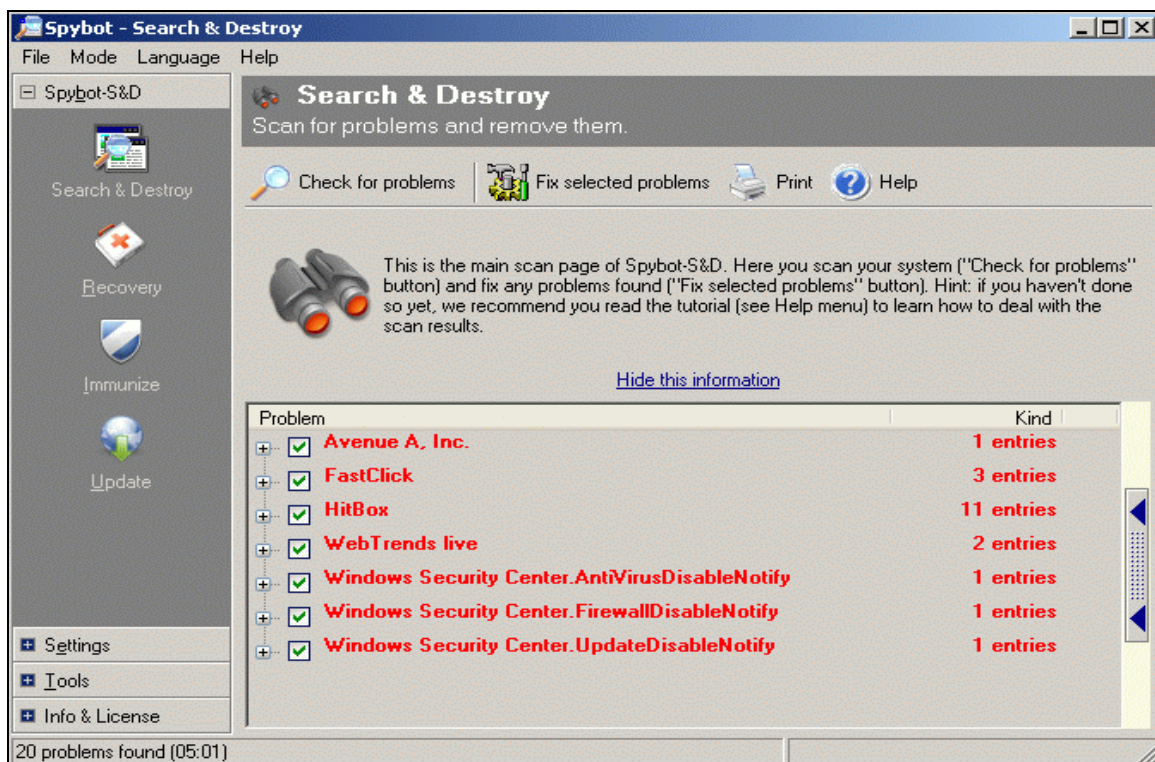 Spybot - Search & Destroy
File Mode Language Help
Spybot-S&D
Search & Destroy
Recovery
Immunize
Update
Settings
Tools
Info & License
Search & Destroy
Scan for problems and remove them.
Check for problems Fix selected problems Print Help
This is the main scan page of Spybot-S&D. Here you scan your system ("Check for problems"
button) and fix any problems found ("Fix selected problems" button). Hint: if you haven't done
so yet, we recommend you read the tutorial (see Help menu) to learn how to deal with the
scan results.
Hide this information
Problem Kind
Avenue A, Inc. 1 entries
FastClick 3 entries
HitBox 11 entries
WebTrends live 2 entries
Windows Security Center.AntiVirusDisableNotify 1 entries
Windows Security Center.FirewallDisableNotify 1 entries
Windows Security Center.UpdateDisableNotify 1 entries
20 problems found (05:01)